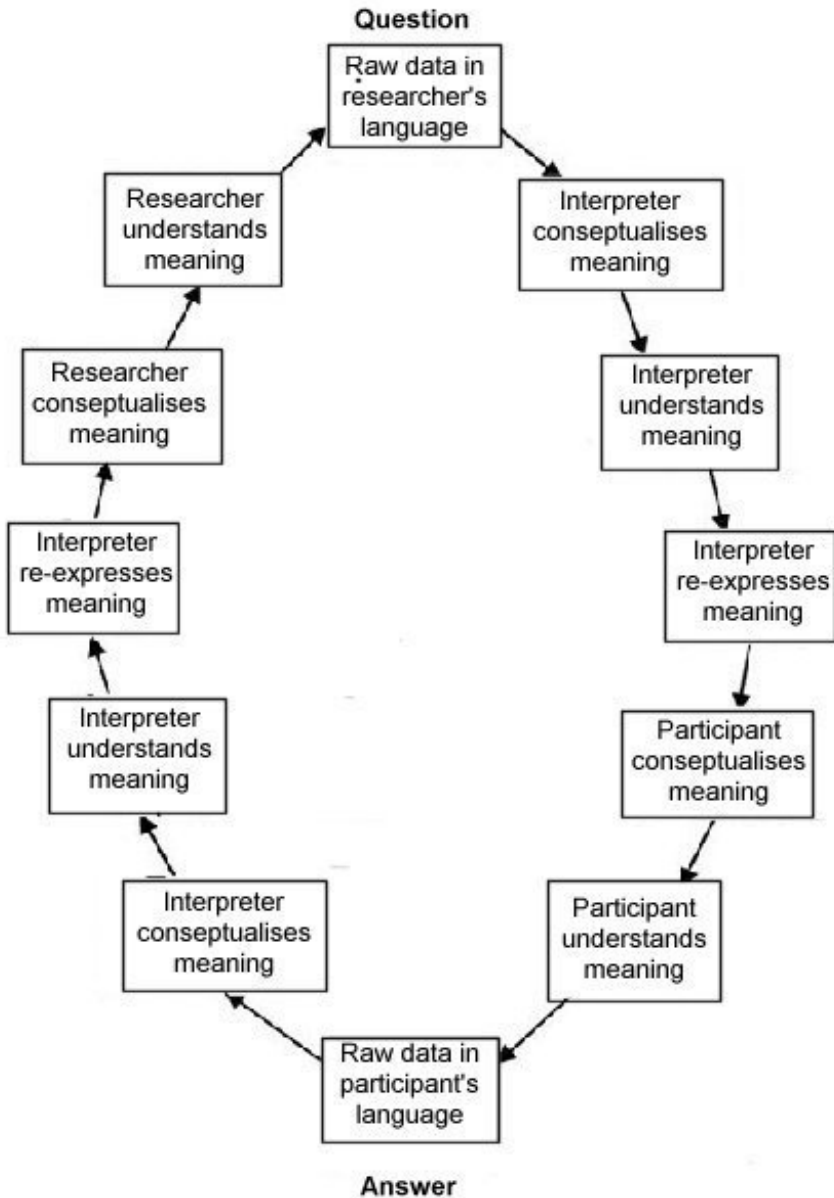 Question
Raw data in
researcher's
language
Interpreter
conseptualises
meaning
Interpreter
understands
meaning
Interpreter
re-expresses
meaning
Participant
conseptualises
meaning
Participant
understands
meaning
Raw data in
participant's
language
Answer
Interpreter
conseptualises
meaning
Interpreter
understands
meaning
Interpreter
re-expresses
meaning
Researcher
conseptualises
meaning
Researcher
understands
meaning